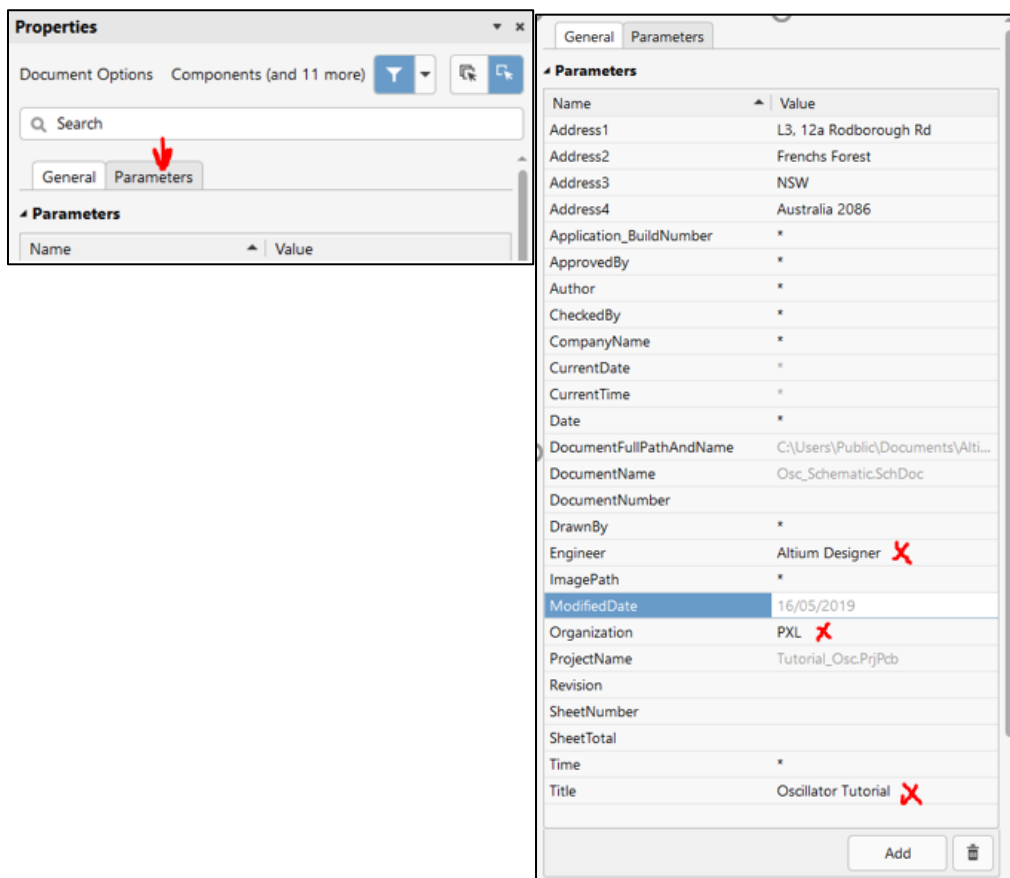 Properties
Document Options Components (and 11 more)
Search
General Parameters
Parameters
Name Value
General Parameters
Parameters
Name Value
Address1 L3, 12a Rodborough Rd
Address2 Frenchs Forest
Address3 NSW
Address4 Australia 2086
Application_BuildNumber *
ApprovedBy *
Author *
CheckedBy *
CompanyName *
CurrentDate *
CurrentTime *
Date *
DocumentFullPathAndName C:\Users\Public\Documents\Alti...
DocumentName Osc_Schematic.SchDoc
DocumentNumber
DrawnBy *
Engineer Altium Designer
ImagePath *
ModifiedDate 16/05/2019
Organization PXL
ProjectName Tutorial_Osc.PrjPcb
Revision
SheetNumber
SheetTotal
Time *
Title Oscillator Tutorial
Add